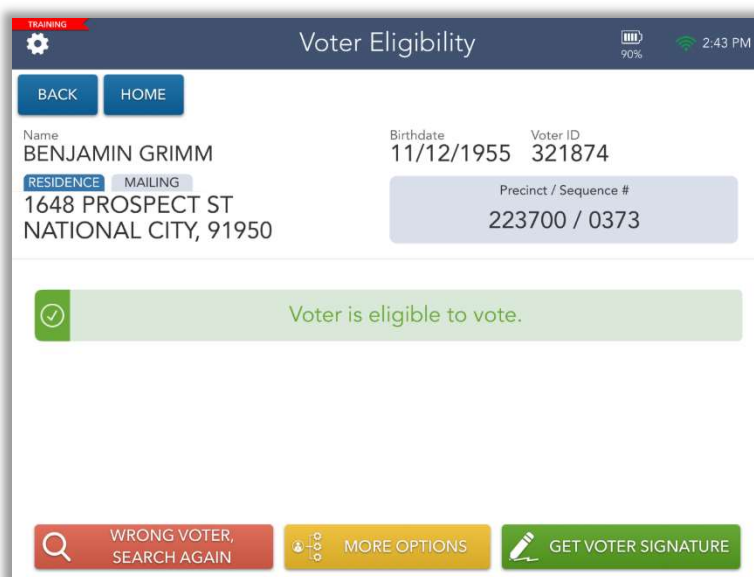 TRAINING
Voter Eligibility
90%
2:43 PM
BACK
HOME
Name
BENJAMIN GRIMM
Birthdate
11/12/1955
Voter ID
321874
RESIDENCE
MAILING
1648 PROSPECT ST
NATIONAL CITY, 91950
Precinct / Sequence #
223700 / 0373
Voter is eligible to vote.
WRONG VOTER,
SEARCH AGAIN
MORE OPTIONS
GET VOTER SIGNATURE